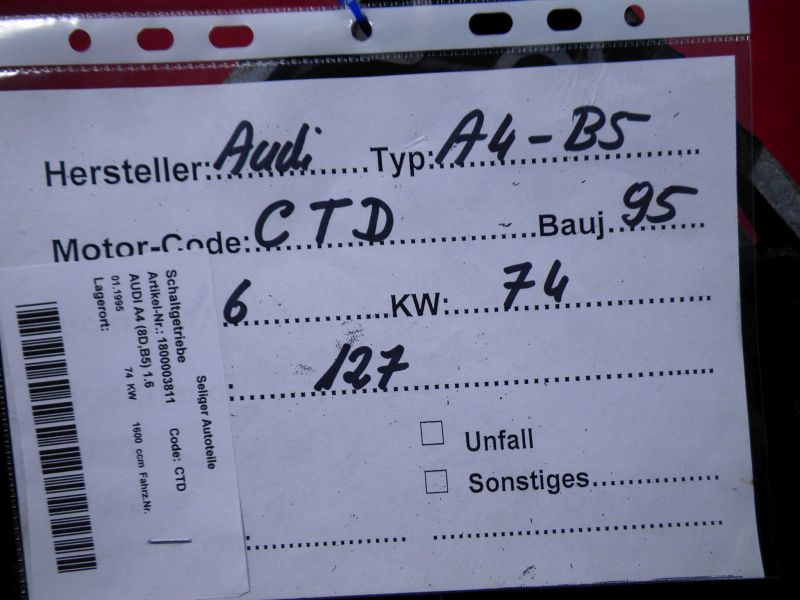 Hersteller: Audi Typ: A4-B5
Motor-Code: CTD Bauj 95
6 KW: 74
127
Unfall
Sonstiges
Seliger Autoteile
Schaltgetriebe Code: CTD
Artikel-Nr.: 1800003811
AUDI A4 (8D,B5) 1.6 1600 ccm Fahrz.Nr.
01.1995 74 KW
Lagerort: